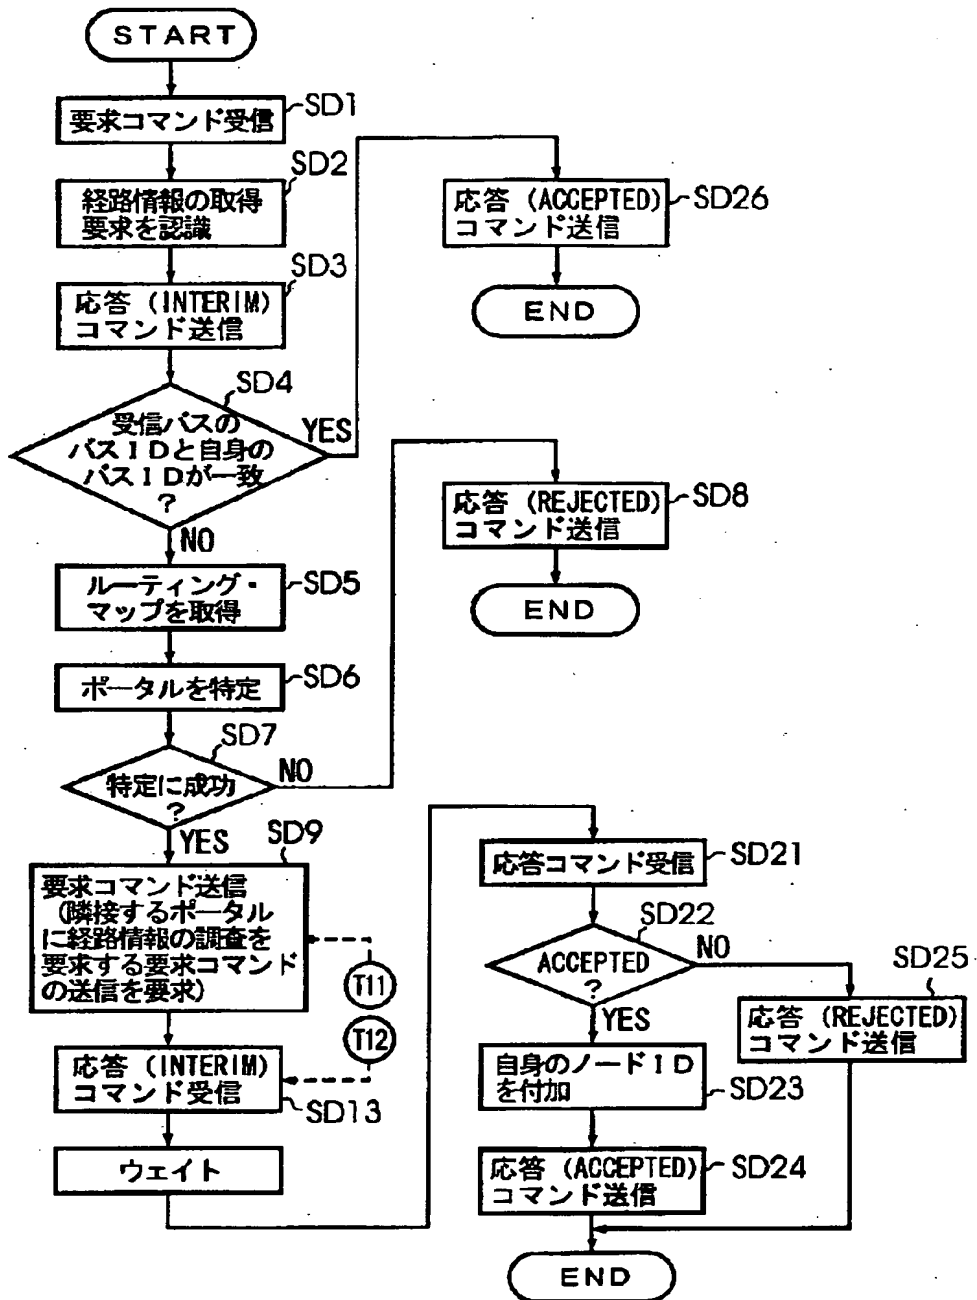 START
要求コマンド受信
SD1
経路情報の取得
要求を認識
SD2
応答 (INTERIM)
コマンド送信
SD3
受信バスの
バスIDと自身の
バスIDが一致
?
SD4
YES
NO
応答 (ACCEPTED)
コマンド送信
SD26
END
ルーティング・
マップを取得
SD5
ポータルを特定
SD6
特定に成功
?
SD7
NO
YES
応答 (REJECTED)
コマンド送信
SD8
END
要求コマンド送信
(隣接するポータル
に経路情報の調査を
要求する要求コマンド
の送信を要求)
SD9
T11
T12
応答 (INTERIM)
コマンド受信
SD13
ウェイト
応答コマンド受信
SD21
ACCEPTED
?
SD22
NO
YES
自身のノードID
を付加
SD23
応答 (ACCEPTED)
コマンド送信
SD24
応答 (REJECTED)
コマンド送信
SD25
END